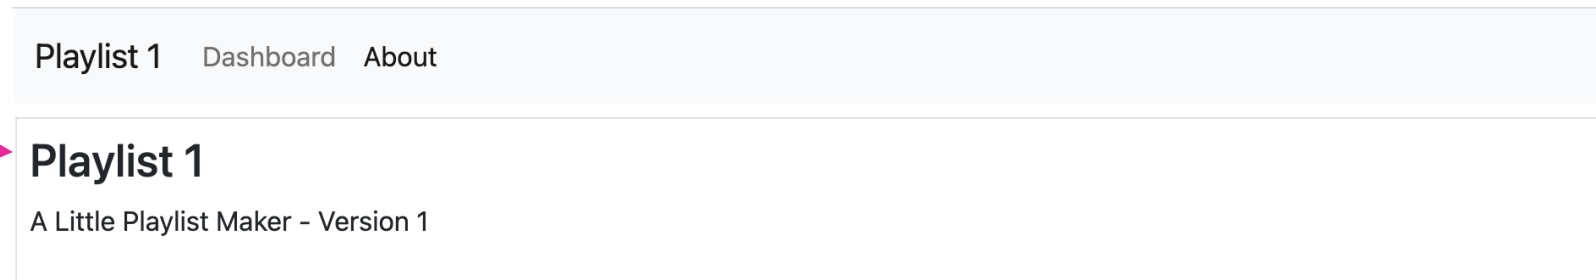 Playlist 1 Dashboard About
Playlist 1
A Little Playlist Maker - Version 1